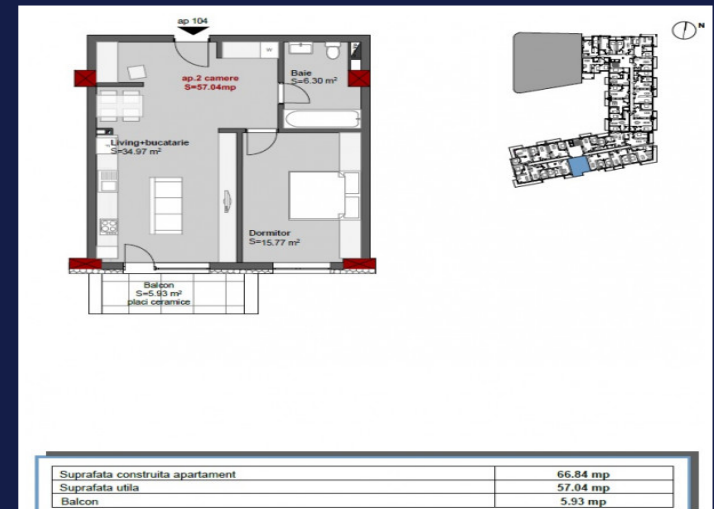 ap 104
N
w
ap.2 camere
S=57.04mp
Baie
S=6.30 m²
Living+bucatarie
S=34.97 m²
Dormitor
S=15.77 m²
Balcon
S=5.93 m²
placi ceramice
Suprafata construita apartament 66.84 mp
Suprafata utila 57.04 mp
Balcon 5.93 mp